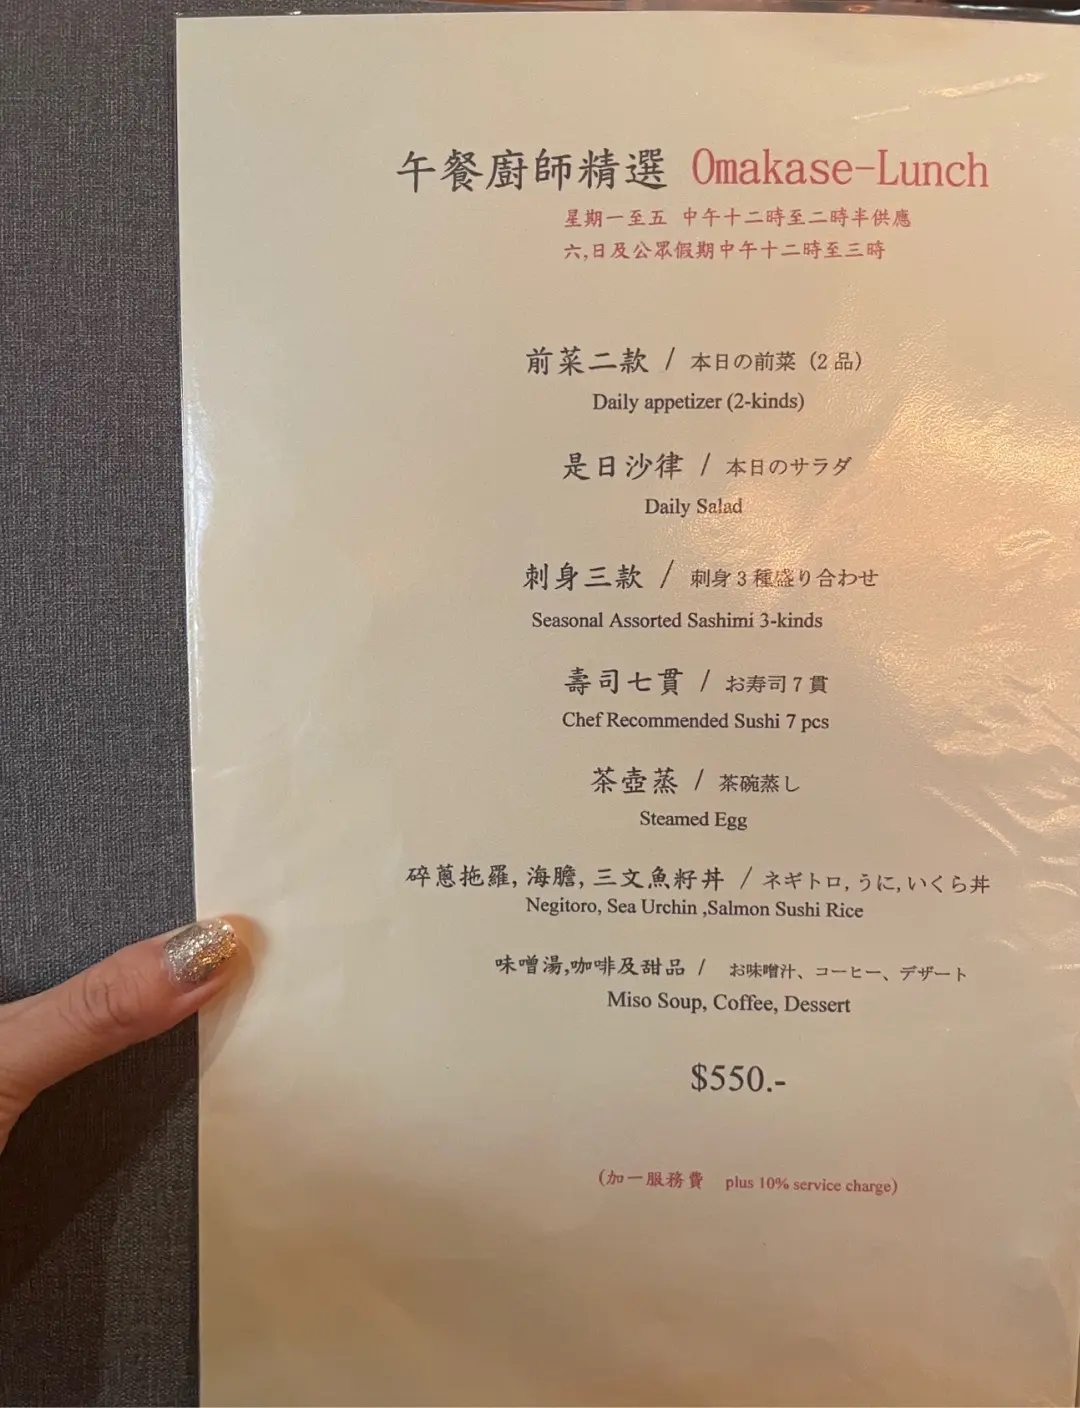 午餐廚師精選 Omakase-Lunch
星期一至五 中午十二時至二時半供應
六,日及公眾假期中午十二時至三時
前菜二款 / 本日の前菜 (2 品)
Daily appetizer (2-kinds)
是日沙律 / 本日のサラダ
Daily Salad
刺身三款 / 刺身 3 種盛り合わせ
Seasonal Assorted Sashimi 3-kinds
壽司七貫 / お寿司 7 貫
Chef Recommended Sushi 7 pcs
茶壺蒸 / 茶碗蒸し
Steamed Egg
碎蔥拖羅, 海膽, 三文魚籽丼 / ネギトロ, うに, いくら丼
Negitoro, Sea Urchin ,Salmon Sushi Rice
味噌湯,咖啡及甜品 / お味噌汁、コーヒー、デザート
Miso Soup, Coffee, Dessert
$550.-
(加一服務費 plus 10% service charge)